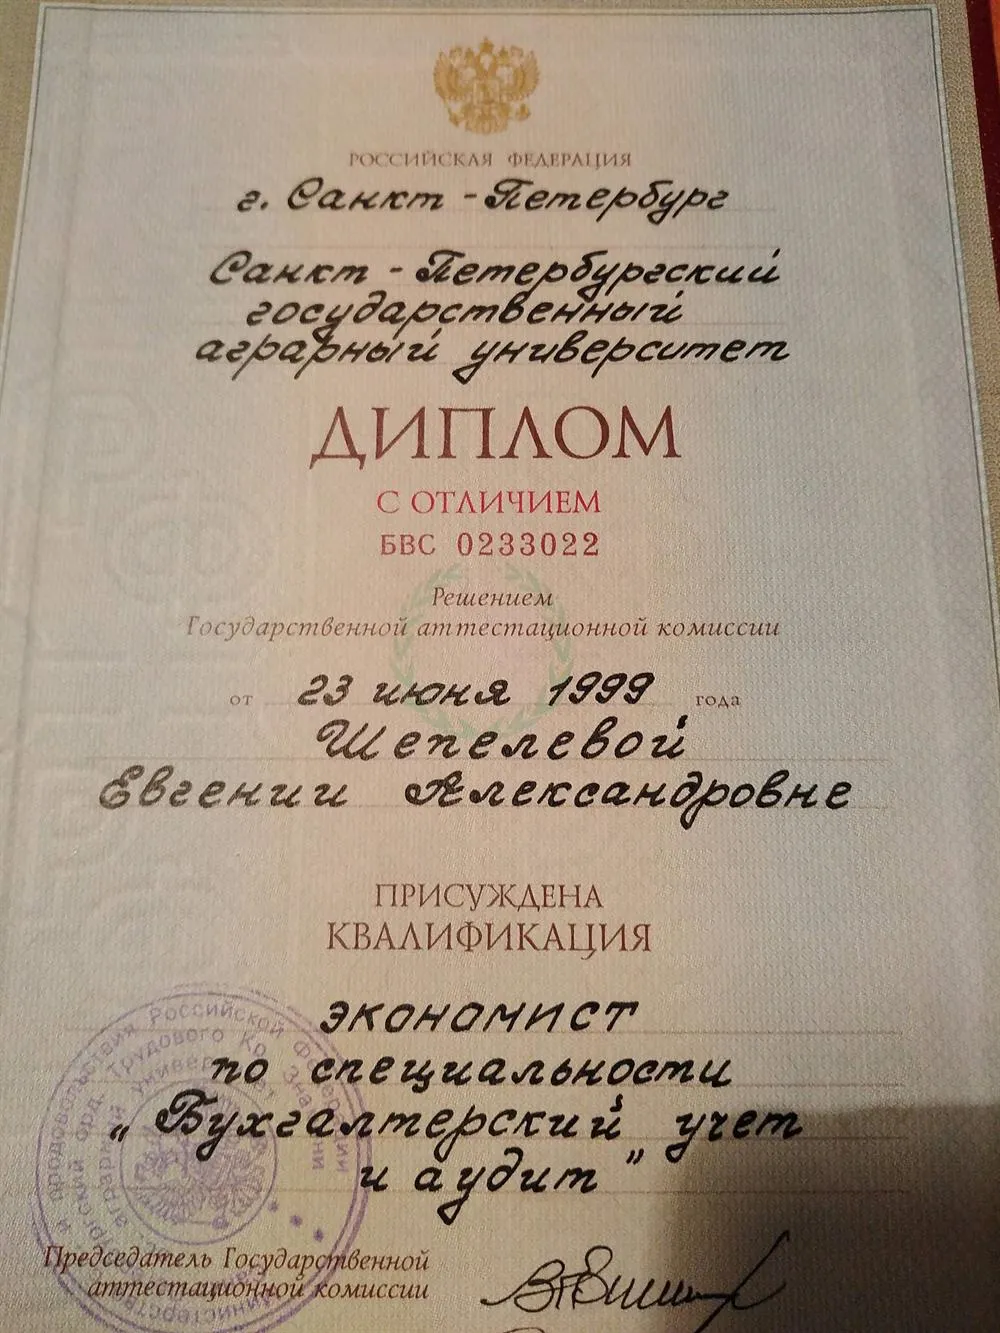 РОССИЙСКАЯ ФЕДЕРАЦИЯ
г. Санкт-Петербург
Санкт-Петербургский
государственный
аграрный университет
ДИПЛОМ
С ОТЛИЧИЕМ
БВС 0233022
Решением
Государственной аттестационной комиссии
от 23 июня 1999 года
Шепелевой
Евгении Александровне
ПРИСУЖДЕНА
КВАЛИФИКАЦИЯ
экономист
по специальности
„Бухгалтерский учет
и аудит”
Председатель Государственной
аттестационной комиссии